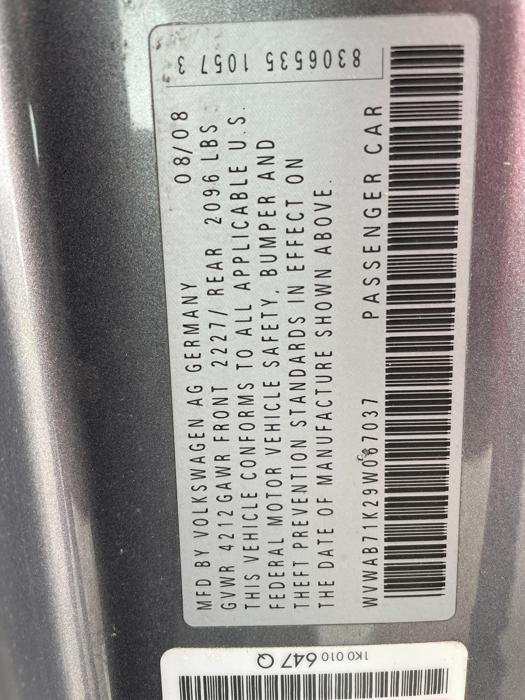 MFD BY VOLKSWAGEN AG GERMANY 08/08
GVWR 4212 GAWR FRONT 2227/ REAR 2096 LBS
THIS VEHICLE CONFORMS TO ALL APPLICABLE U.S.
FEDERAL MOTOR VEHICLE SAFETY, BUMPER AND
THEFT PREVENTION STANDARDS IN EFFECT ON
THE DATE OF MANUFACTURE SHOWN ABOVE.
WVWAB71K29W067037 PASSENGER CAR
8306535 1057 3
1K0 010 647 Q